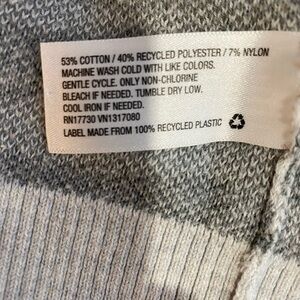 53% COTTON / 40% RECYCLED POLYESTER / 7% NYLON
MACHINE WASH COLD WITH LIKE COLORS.
GENTLE CYCLE. ONLY NON-CHLORINE
BLEACH IF NEEDED. TUMBLE DRY LOW.
COOL IRON IF NEEDED.
RN17730 VN1317080
LABEL MADE FROM 100% RECYCLED PLASTIC